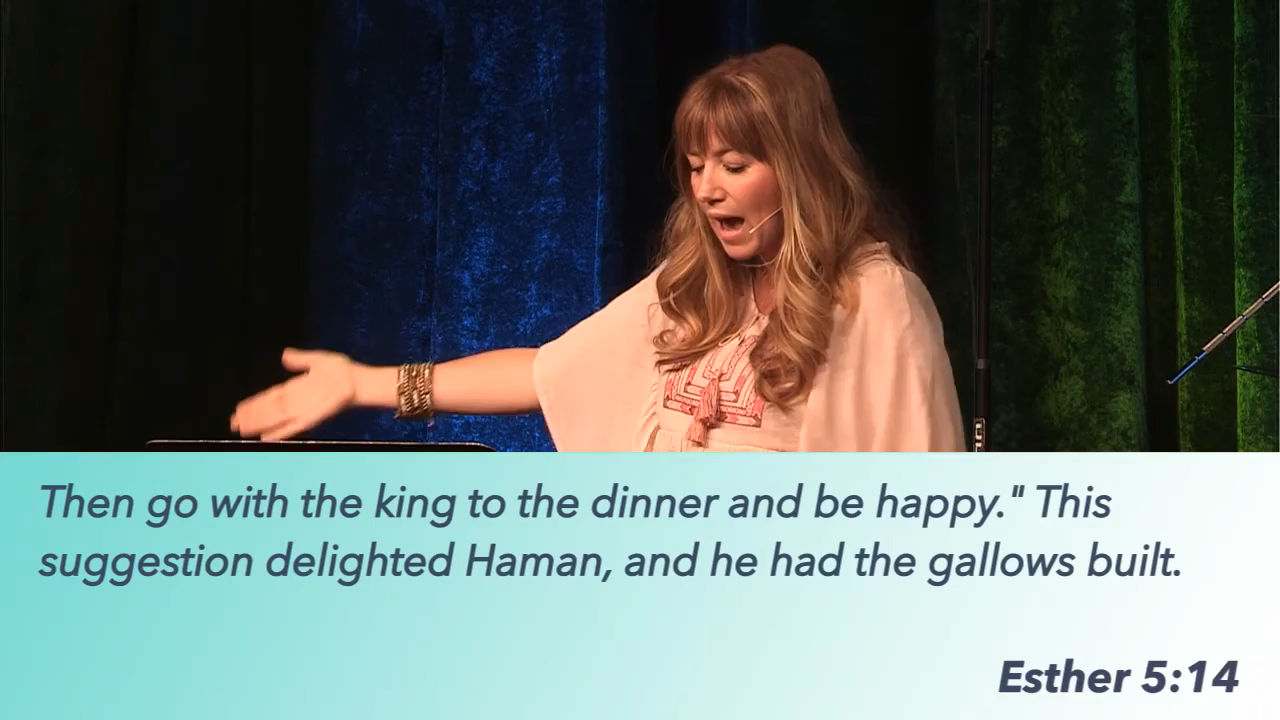 Then go with the king to the dinner and be happy." This
suggestion delighted Haman, and he had the gallows built.
Esther 5:14